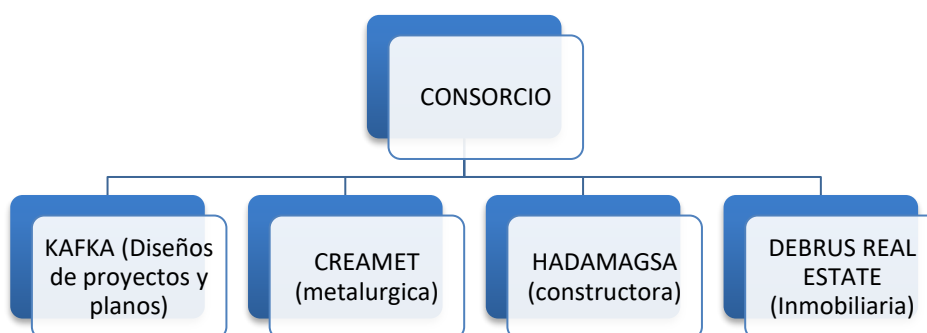 CONSORCIO
KAFKA (Diseños
de proyectos y
planos)
CREAMET
(metalurgica)
HADAMAGSA
(constructora)
DEBRUS REAL
ESTATE
(Inmobiliaria)